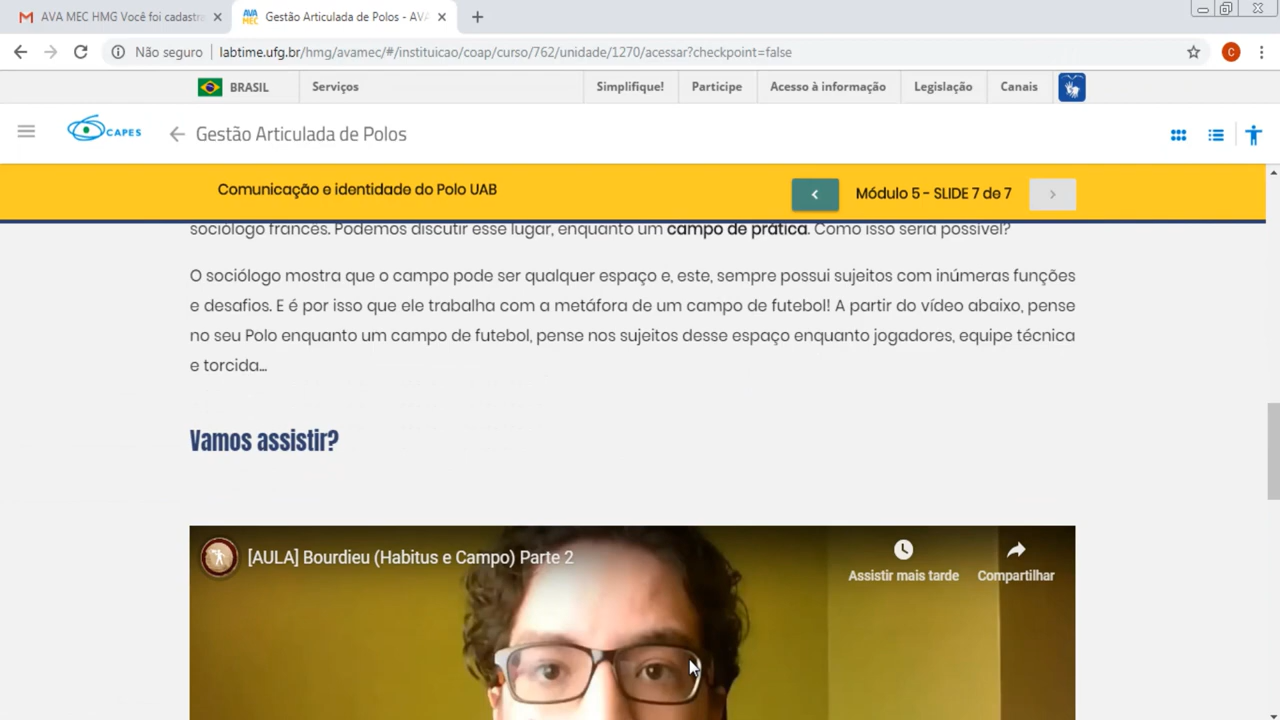 AVA MEC HMG Você foi cadastra
Gestão Articulada de Polos - AVA
Não seguro
labtime.ufg.br/hmg/avamec/#/instituicao/coap/curso/762/unidade/1270/acessar?checkpoint=false
C
BRASIL
Serviços
Simplifique!
Participe
Acesso à informação
Legislação
Canais
CAPES
Gestão Articulada de Polos
Comunicação e identidade do Polo UAB
Módulo 5 - SLIDE 7 de 7
sociólogo francês. Podemos discutir esse lugar, enquanto um campo de prática. Como isso seria possível?
O sociólogo mostra que o campo pode ser qualquer espaço e, este, sempre possui sujeitos com inúmeras funções
e desafios. E é por isso que ele trabalha com a metáfora de um campo de futebol! A partir do vídeo abaixo, pense
no seu Polo enquanto um campo de futebol, pense nos sujeitos desse espaço enquanto jogadores, equipe técnica
e torcida...
Vamos assistir?
[AULA] Bourdieu (Habitus e Campo) Parte 2
Assistir mais tarde
Compartilhar